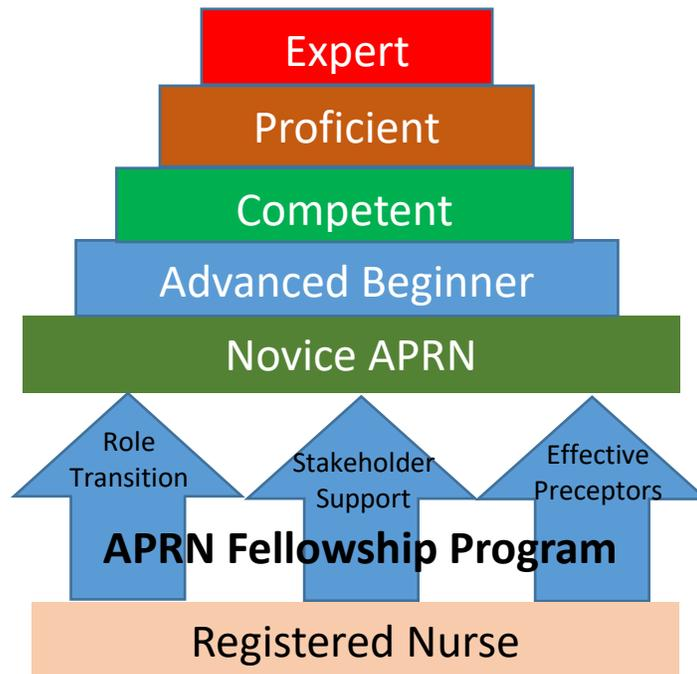 Expert
Proficient
Competent
Advanced Beginner
Novice APRN
Role
Transition
Stakeholder
Support
Effective
Preceptors
APRN Fellowship Program
Registered Nurse